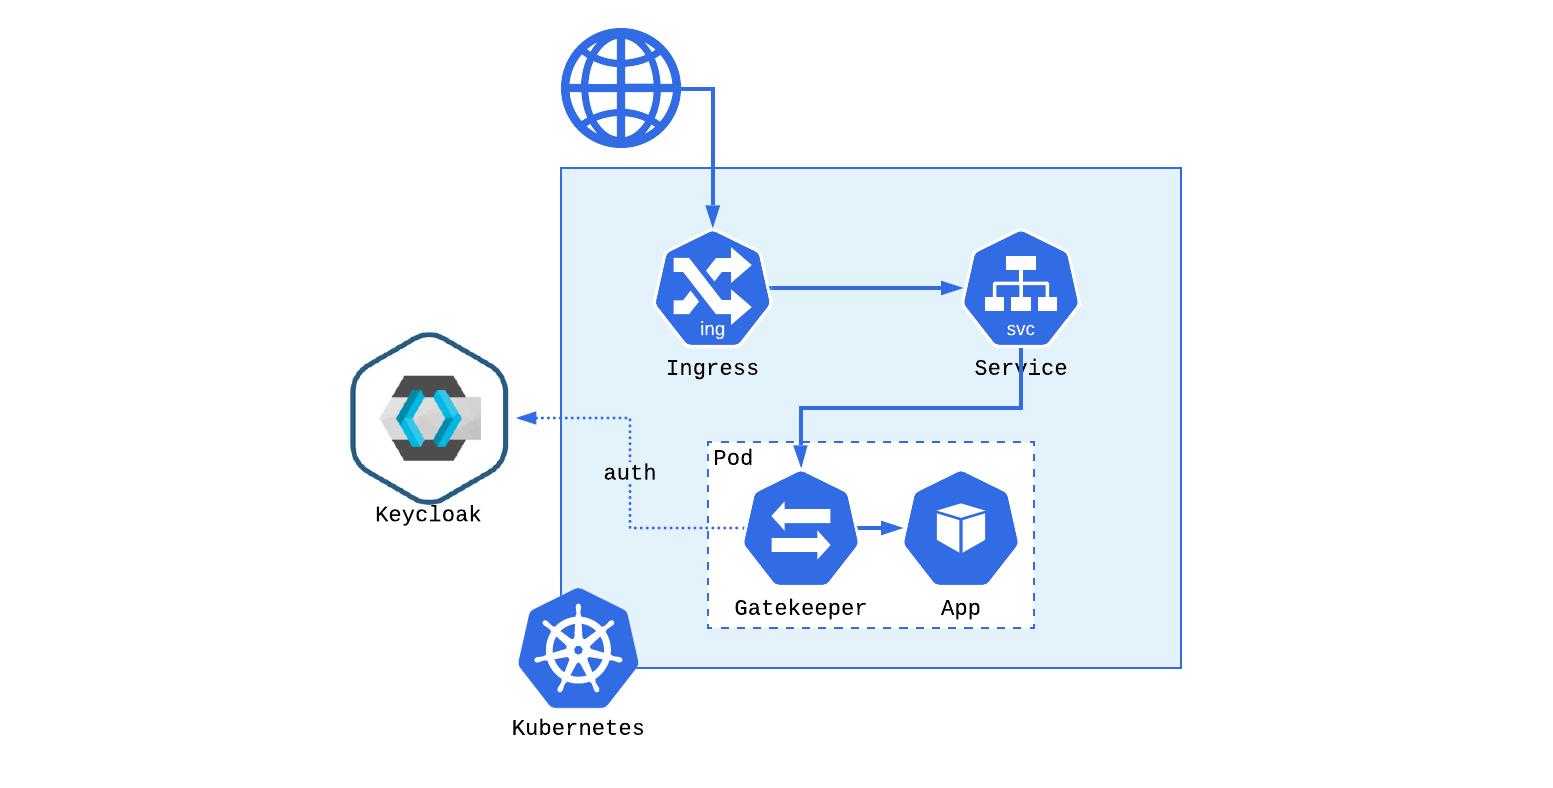 ing
svc
Ingress
Service
Pod
auth
Keycloak
Gatekeeper
App
Kubernetes